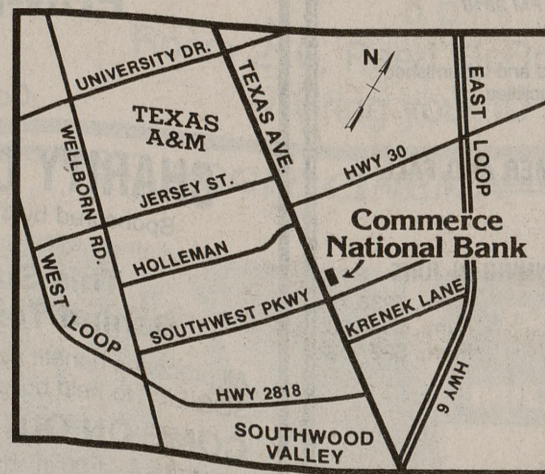 UNIVERSITY DR.
TEXAS AVE.
N
EAST LOOP
TEXAS
A&M
WELLBORN RD.
HWY 30
JERSEY ST.
Commerce
National Bank
HOLLEMAN
WEST LOOP
SOUTHWEST PKWY
KRENEK LANE
HWY 6
HWY 2818
SOUTHWOOD
VALLEY